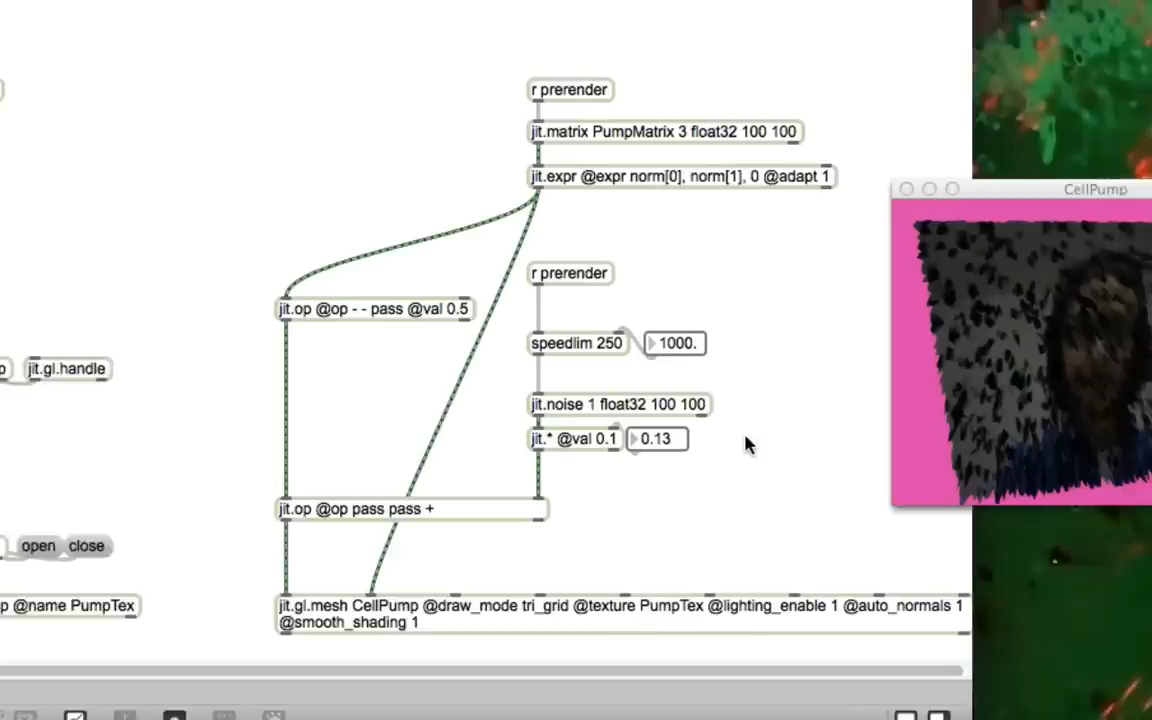 r prerender
jit.matrix PumpMatrix 3 float32 100 100
jit.expr @expr norm[0], norm[1], 0 @adapt 1
CellPump
r prerender
jit.op @op - - pass @val 0.5
speedlim 250
1000.
p
jit.gl.handle
jit.noise 1 float32 100 100
jit.* @val 0.1
0.13
jit.op @op pass pass +
open
close
p @name PumpTex
jit.gl.mesh CellPump @draw_mode tri_grid @texture PumpTex @lighting_enable 1 @auto_normals 1
@smooth_shading 1